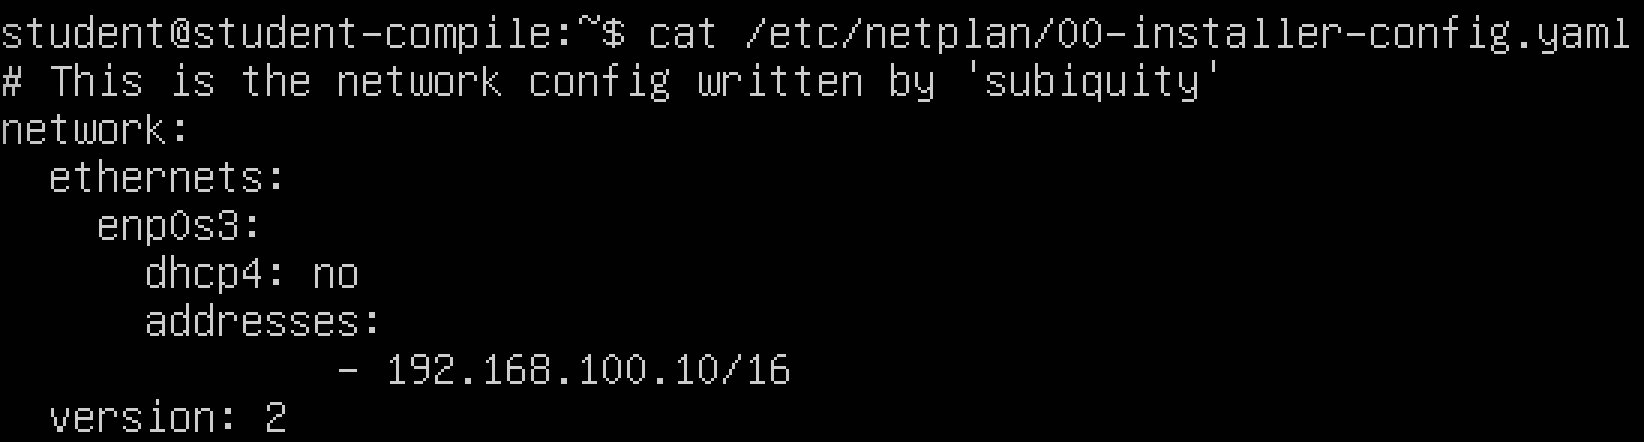 student@student-compile:~$ cat /etc/netplan/00-installer-config.yaml
# This is the network config written by 'subiquity'
network:
  ethernets:
    enp0s3:
      dhcp4: no
      addresses:
              - 192.168.100.10/16
  version: 2